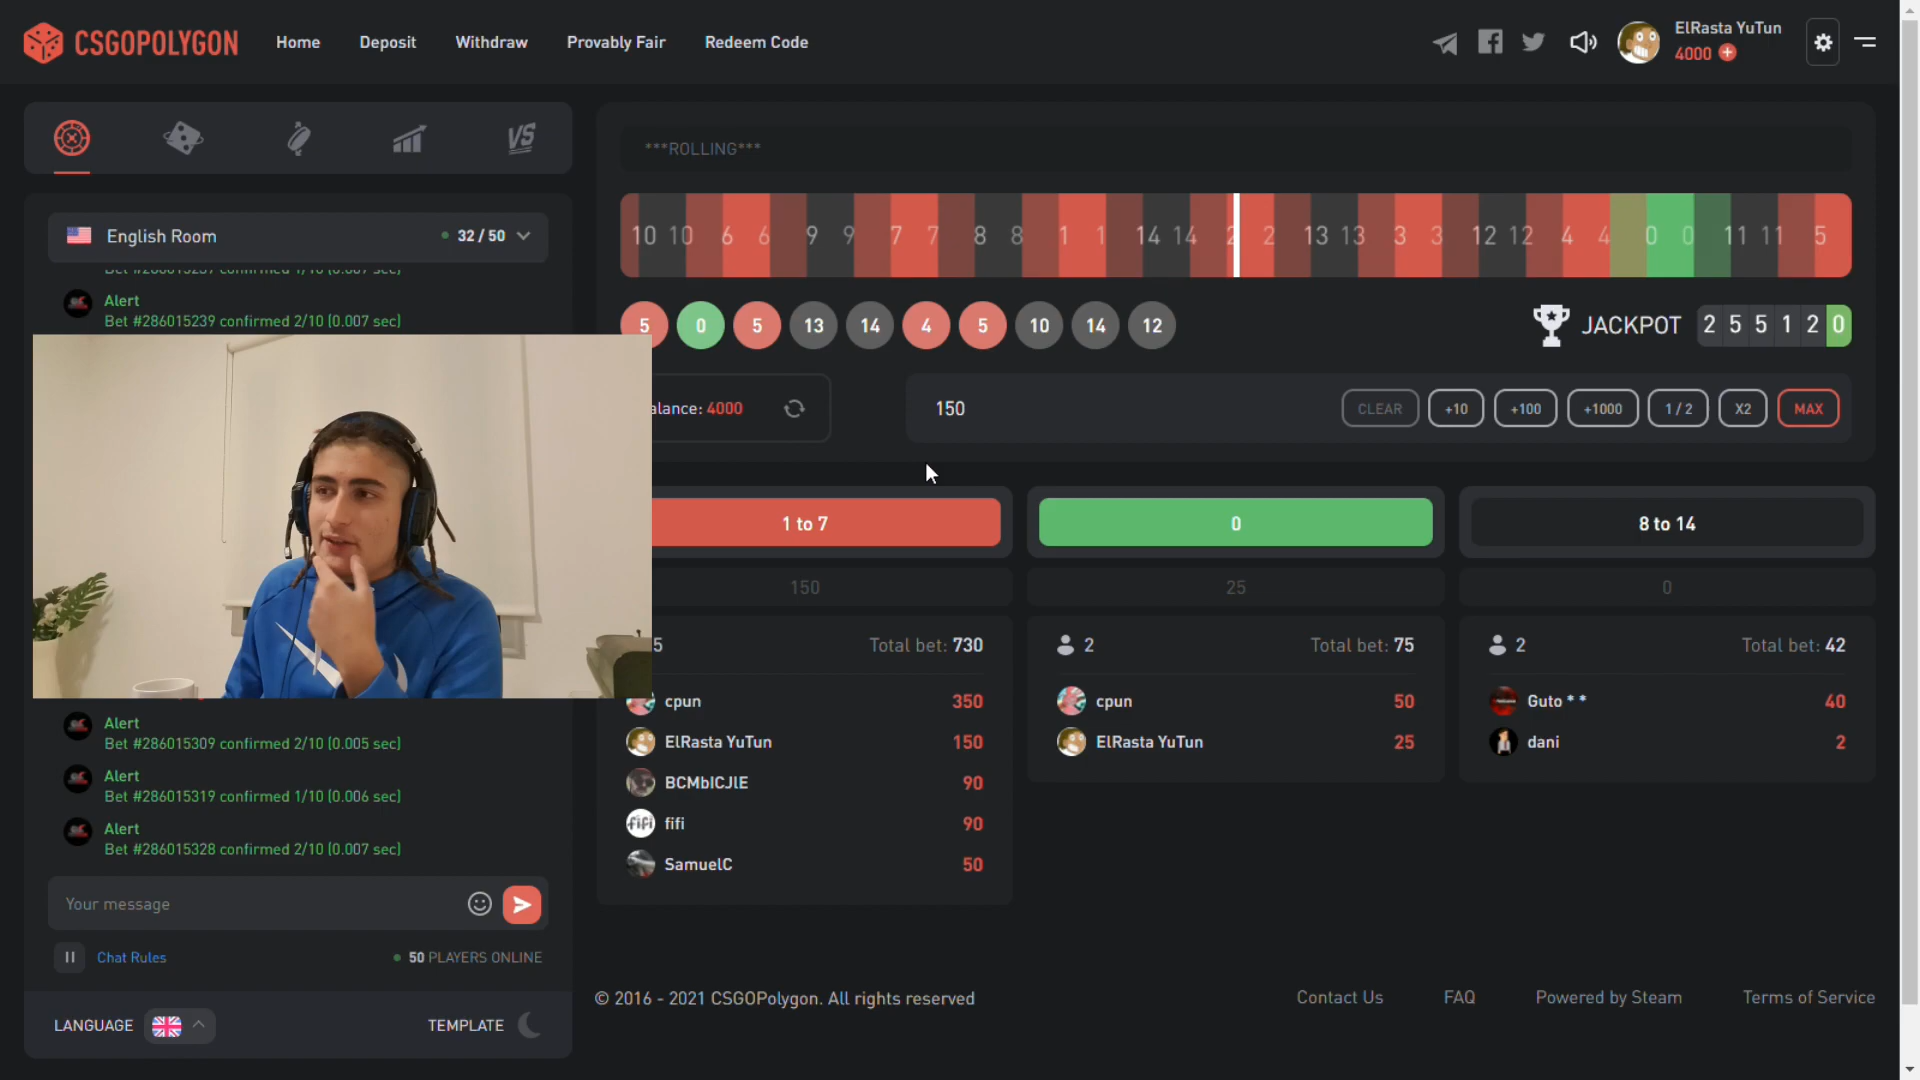 CSGOPOLYGON
Home Deposit Withdraw Provably Fair Redeem Code
ElRasta YuTun
4000
VS
English Room 32 / 50
Alert
Bet #286015239 confirmed 2/10 (0.007 sec)
Alert
Bet #286015309 confirmed 2/10 (0.005 sec)
Alert
Bet #286015319 confirmed 1/10 (0.006 sec)
Alert
Bet #286015328 confirmed 2/10 (0.007 sec)
Your message
Chat Rules
50 PLAYERS ONLINE
LANGUAGE
TEMPLATE
***ROLLING***
10 10 6 6 9 9 7 7 8 8 1 1 14 14 2 2 13 13 3 3 12 12 4 4 0 0 11 11 5
5 0 5 13 14 4 5 10 14 12
JACKPOT 2 5 5 1 2 0
alance: 4000
150
CLEAR +10 +100 +1000 1 / 2 X2 MAX
1 to 7
150
5 Total bet: 730
cpun 350
ElRasta YuTun 150
BCMbICJlE 90
fifi 90
SamuelC 50
0
25
2 Total bet: 75
cpun 50
ElRasta YuTun 25
8 to 14
0
2 Total bet: 42
Guto * * 40
dani 2
© 2016 - 2021 CSGOPolygon. All rights reserved
Contact Us FAQ Powered by Steam Terms of Service